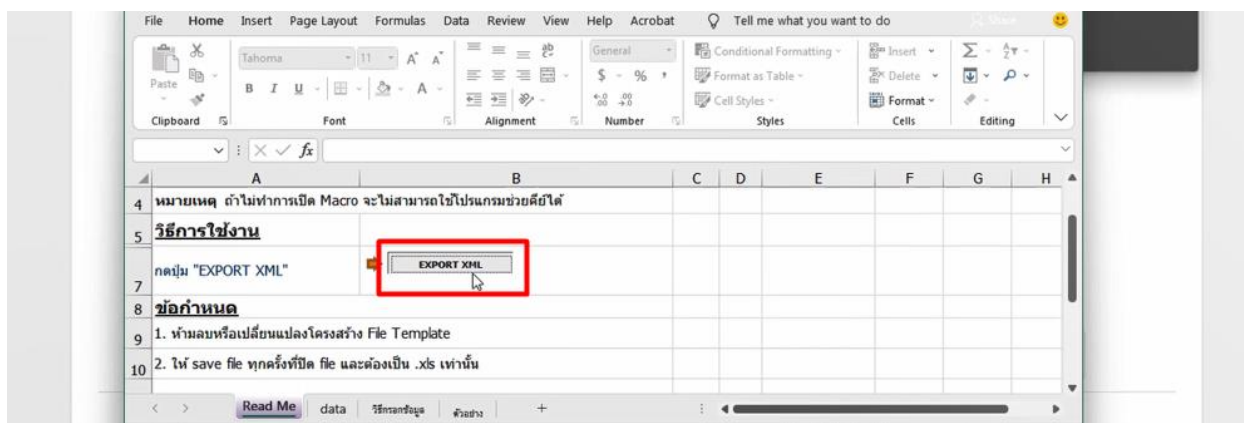 File Home Insert Page Layout Formulas Data Review View Help Acrobat Tell me what you want to do Share
Tahoma 11 A A ab General Conditional Formatting Insert
Paste B I U A $ % , Format as Table Delete
Cell Styles Format
Clipboard Font Alignment Number Styles Cells Editing
fx
A B C D E F G H
4 หมายเหตุ ถ้าไม่ทำการเปิด Macro จะไม่สามารถใช้โปรแกรมช่วยคีย์ได้
5 วิธีการใช้งาน
7 กดปุ่ม "EXPORT XML" EXPORT XML
8 ข้อกำหนด
9 1. ห้ามลบหรือเปลี่ยนแปลงโครงสร้าง File Template
10 2. ให้ save file ทุกครั้งที่ปิด file และต้องเป็น .xls เท่านั้น
Read Me data วิธีกรอกข้อมูล ตัวอย่าง